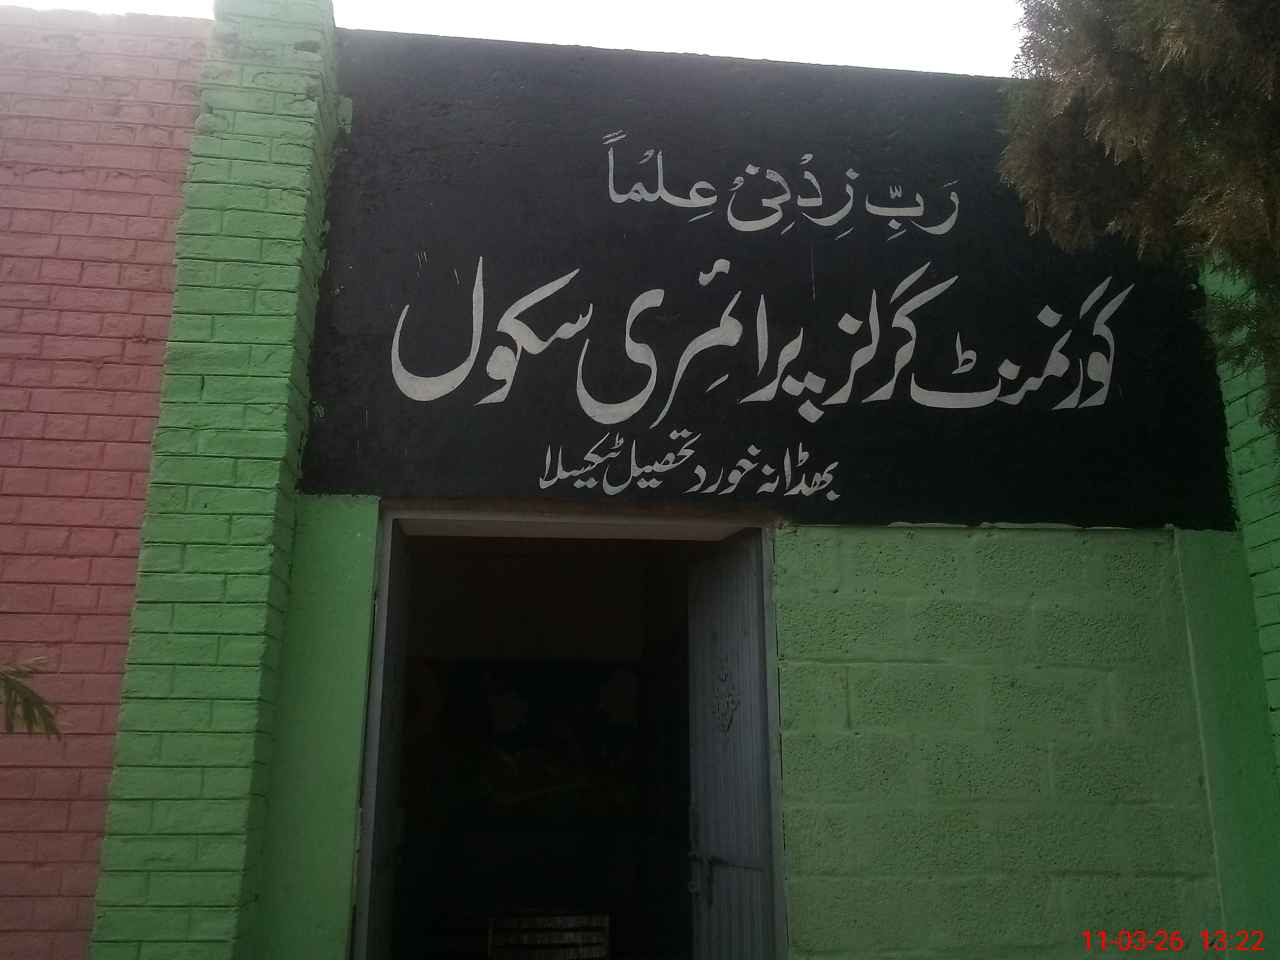 رَبِّ زِدْنِیْ عِلْماً
گورنمنٹ گرلز پرائمری سکول
بھڈانہ خورد تحصیل ٹیکسلا
11-03-26 13:22